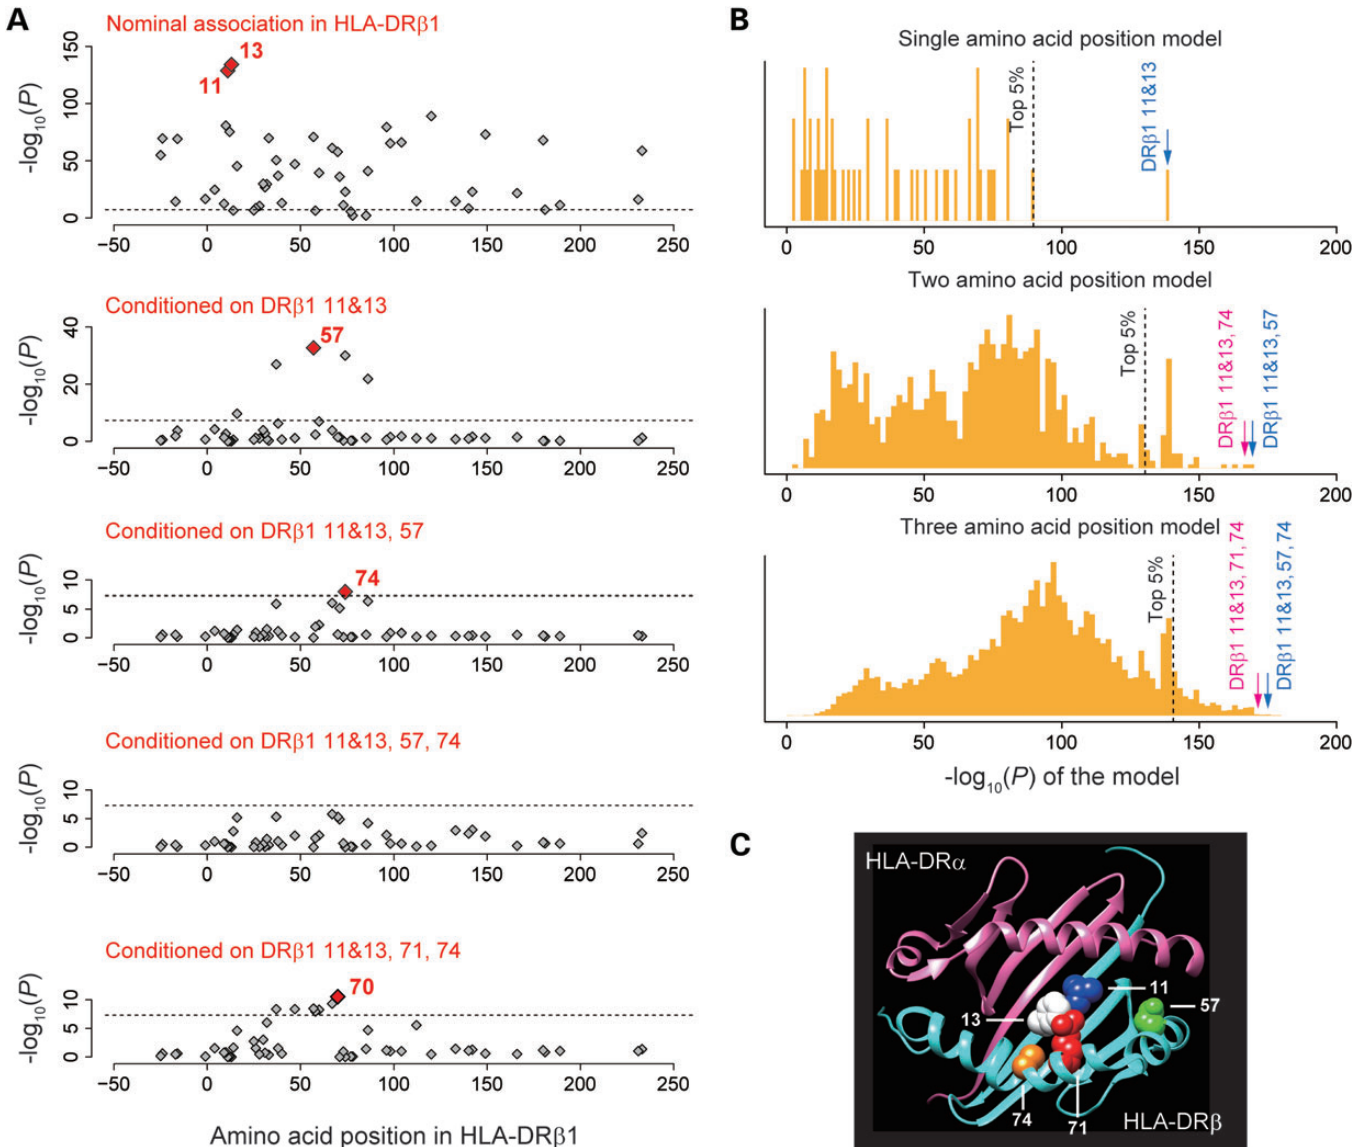 A
Nominal association in HLA-DRβ1
150
100
50
0
-log10(P)
13
11
−50 0 50 100 150 200 250
Conditioned on DRβ1 11&13
40
20
0
-log10(P)
57
−50 0 50 100 150 200 250
Conditioned on DRβ1 11&13, 57
10
5
0
-log10(P)
74
−50 0 50 100 150 200 250
Conditioned on DRβ1 11&13, 57, 74
10
5
0
-log10(P)
−50 0 50 100 150 200 250
Conditioned on DRβ1 11&13, 71, 74
10
5
0
-log10(P)
70
−50 0 50 100 150 200 250
Amino acid position in HLA-DRβ1
B
Single amino acid position model
Top 5%
DRβ1 11&13
0 50 100 150 200
Two amino acid position model
Top 5%
DRβ1 11&13, 74
DRβ1 11&13, 57
0 50 100 150 200
Three amino acid position model
Top 5%
DRβ1 11&13, 71, 74
DRβ1 11&13, 57, 74
0 50 100 150 200
-log10(P) of the model
C
HLA-DRα
11
57
13
74
71
HLA-DRβ